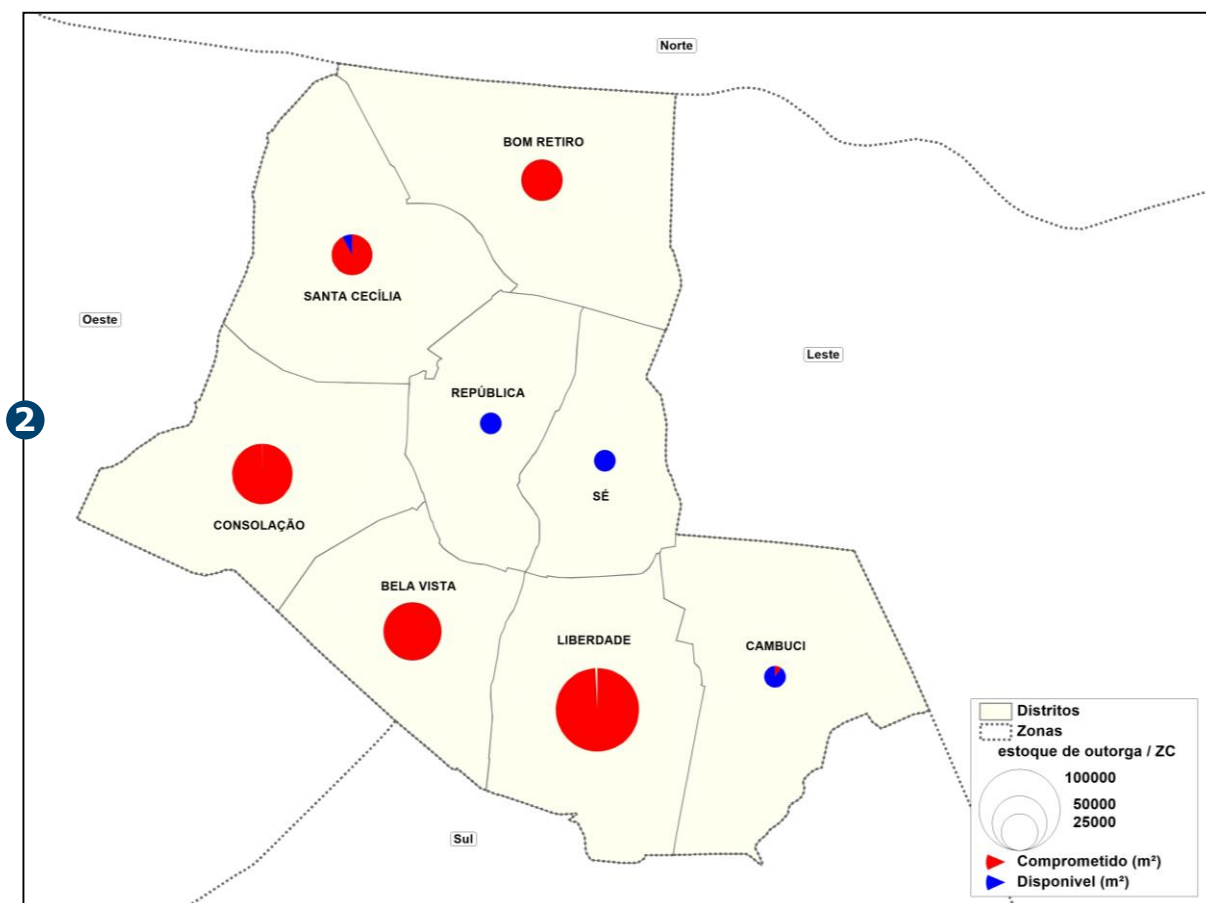 Norte
BOM RETIRO
SANTA CECÍLIA
Oeste
Leste
REPÚBLICA
2
SÉ
CONSOLAÇÃO
BELA VISTA
LIBERDADE
CAMBUCI
Sul
Distritos
Zonas
estoque de outorga / ZC
100000
50000
25000
Comprometido (m²)
Disponivel (m²)